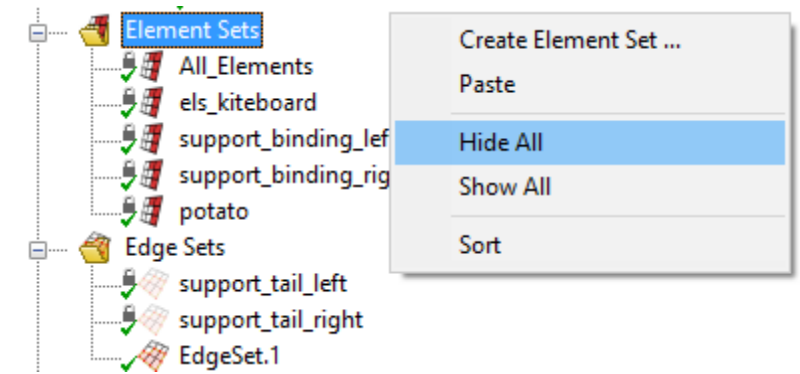 Element Sets
All_Elements
els_kiteboard
support_binding_lef
support_binding_rig
potato
Edge Sets
support_tail_left
support_tail_right
EdgeSet.1
Create Element Set ...
Paste
Hide All
Show All
Sort